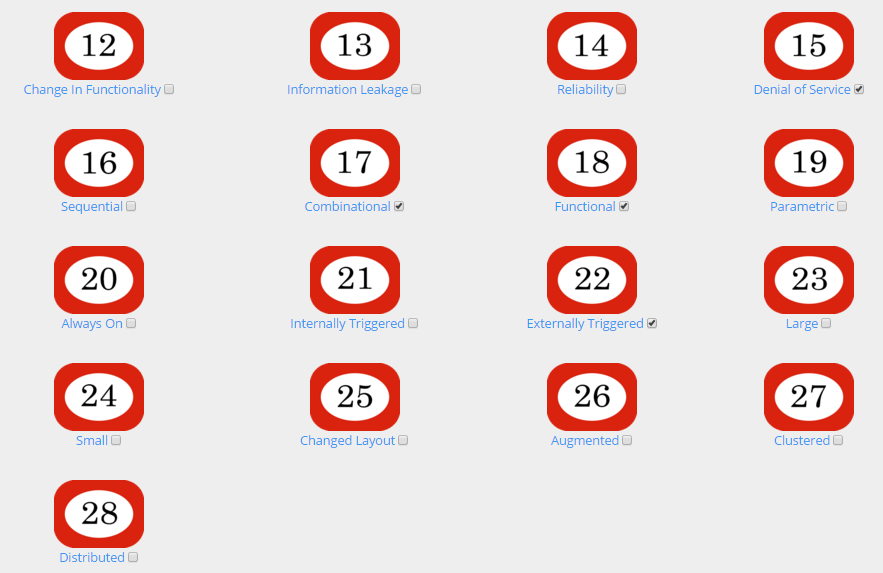 12 13 14 15
Change In Functionality Information Leakage Reliability Denial of Service
16 17 18 19
Sequential Combinational Functional Parametric
20 21 22 23
Always On Internally Triggered Externally Triggered Large
24 25 26 27
Small Changed Layout Augmented Clustered
28
Distributed